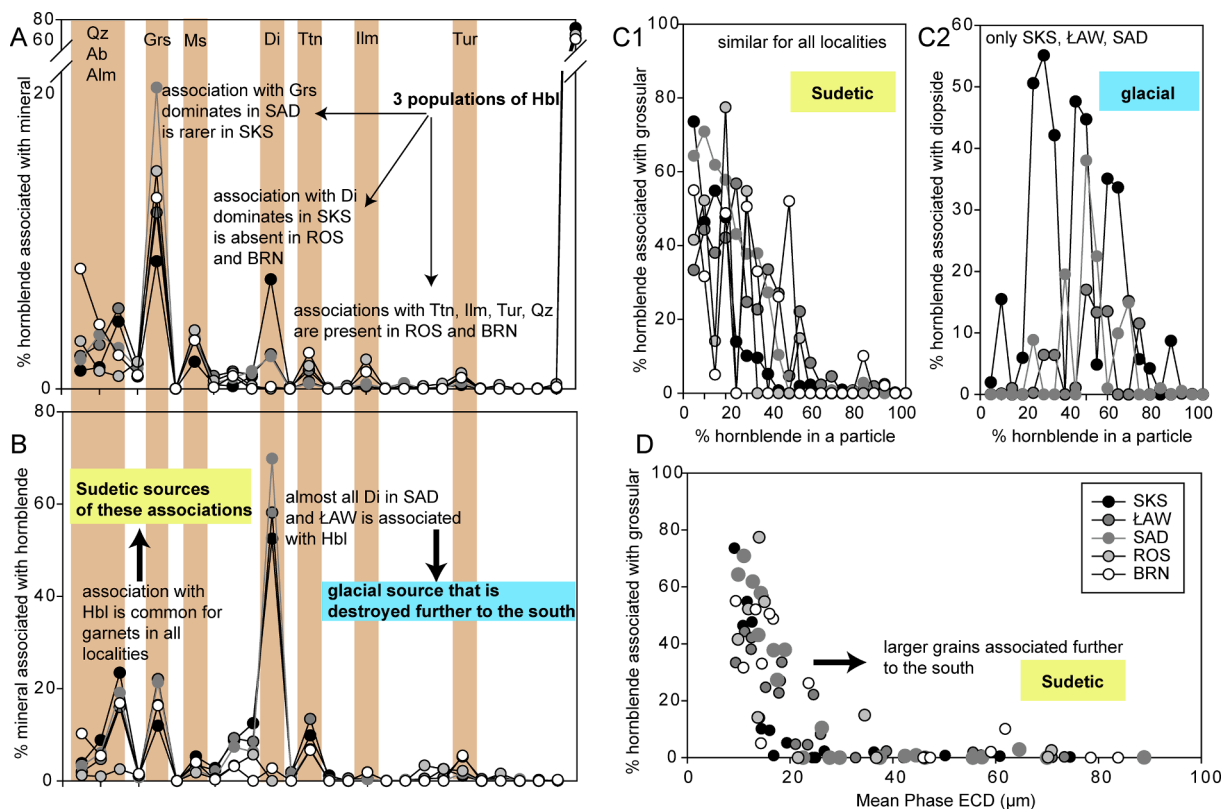 A
80
60
20
0
% hornblende associated with mineral
Qz
Ab
Alm
Grs
Ms
Di
Ttn
Ilm
Tur
association with Grs
dominates in SAD
is rarer in SKS
3 populations of Hbl
association with Di
dominates in SKS
is absent in ROS
and BRN
associations with Ttn, Ilm, Tur, Qz
are present in ROS and BRN
B
80
60
40
20
0
% mineral associated with hornblende
Sudetic sources
of these associations
association with
Hbl is common for
garnets in all
localities
almost all Di in SAD
and ŁAW is associated
with Hbl
glacial source that is
destroyed further to the south
C1
100
80
60
40
20
0
% hornblende associated with grossular
similar for all localities
Sudetic
0 20 40 60 80 100
% hornblende in a particle
C2
60
50
40
30
20
10
0
% hornblende associated with diopside
only SKS, ŁAW, SAD
glacial
0 20 40 60 80 100
% hornblende in a particle
D
100
80
60
40
20
0
% hornblende associated with grossular
SKS
ŁAW
SAD
ROS
BRN
larger grains associated further
to the south
Sudetic
0 20 40 60 80 100
Mean Phase ECD (µm)